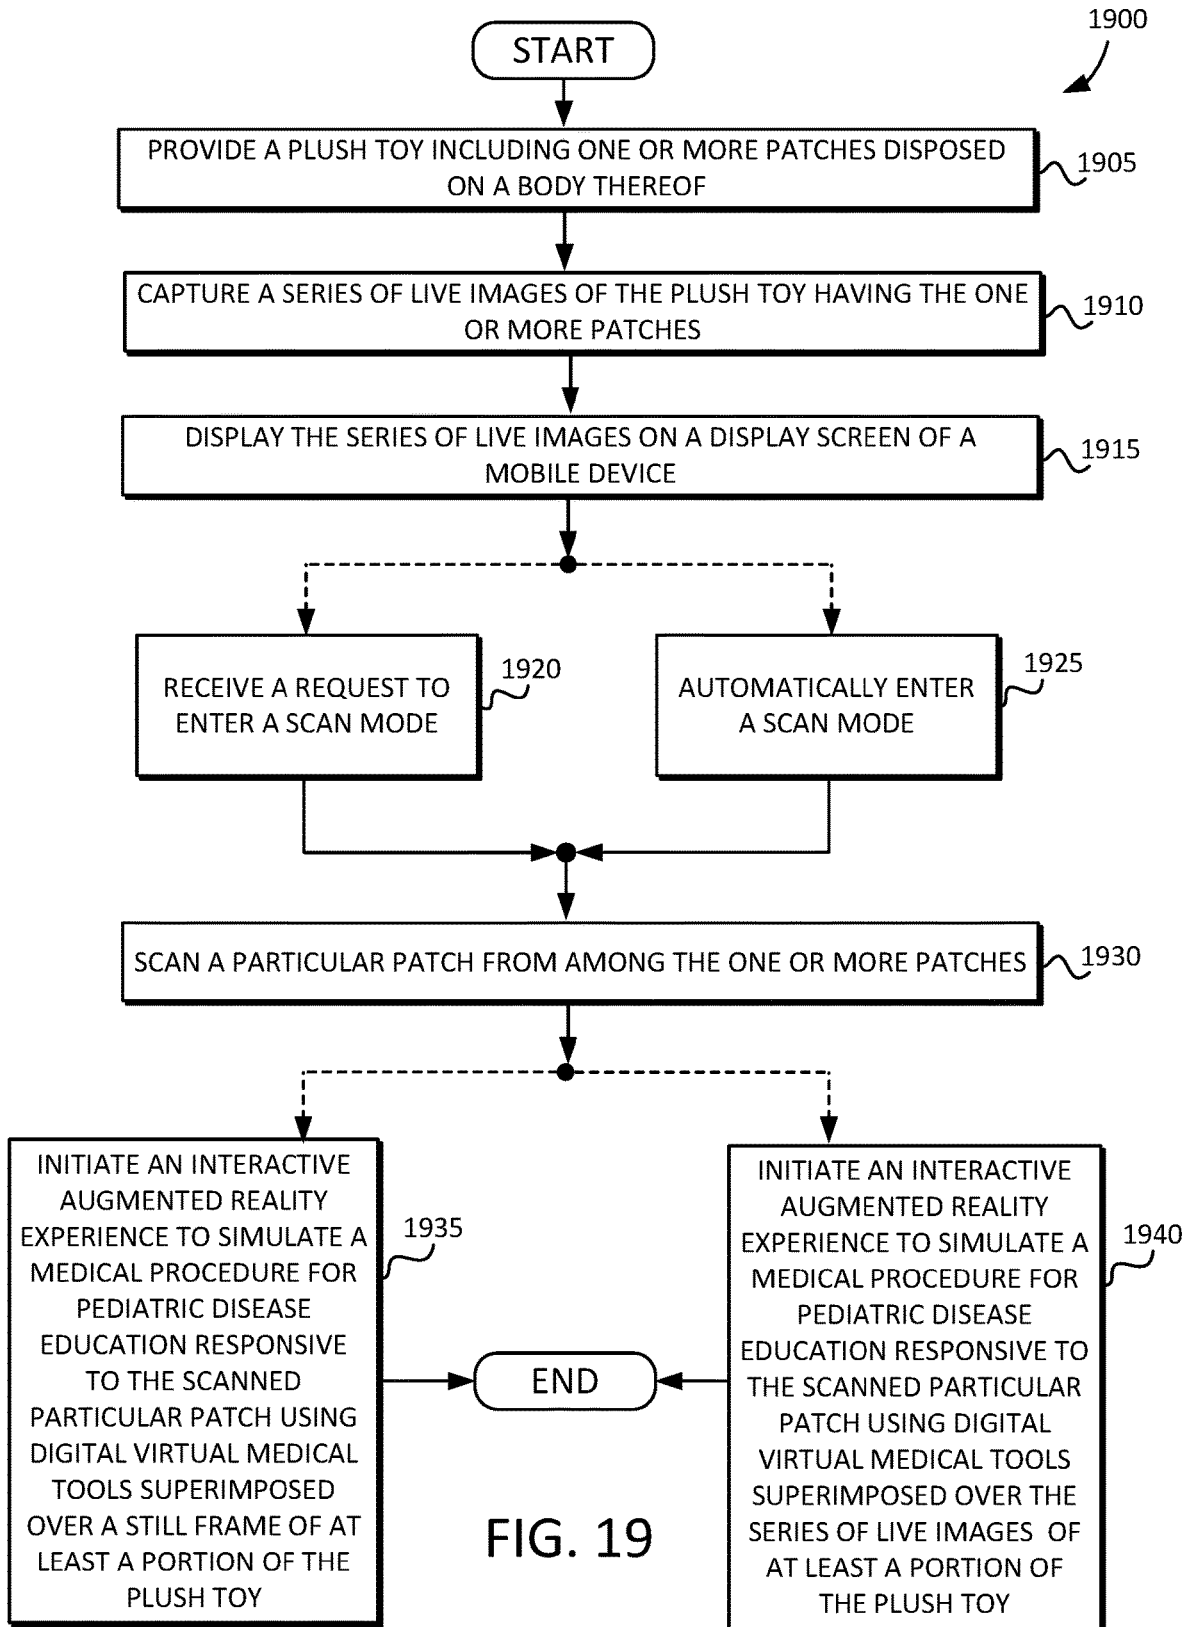 1900
START
PROVIDE A PLUSH TOY INCLUDING ONE OR MORE PATCHES DISPOSED
ON A BODY THEREOF
1905
CAPTURE A SERIES OF LIVE IMAGES OF THE PLUSH TOY HAVING THE ONE
OR MORE PATCHES
1910
DISPLAY THE SERIES OF LIVE IMAGES ON A DISPLAY SCREEN OF A
MOBILE DEVICE
1915
RECEIVE A REQUEST TO
ENTER A SCAN MODE
1920
AUTOMATICALLY ENTER
A SCAN MODE
1925
SCAN A PARTICULAR PATCH FROM AMONG THE ONE OR MORE PATCHES
1930
INITIATE AN INTERACTIVE
AUGMENTED REALITY
EXPERIENCE TO SIMULATE A
MEDICAL PROCEDURE FOR
PEDIATRIC DISEASE
EDUCATION RESPONSIVE
TO THE SCANNED
PARTICULAR PATCH USING
DIGITAL VIRTUAL MEDICAL
TOOLS SUPERIMPOSED
OVER A STILL FRAME OF AT
LEAST A PORTION OF THE
PLUSH TOY
1935
END
INITIATE AN INTERACTIVE
AUGMENTED REALITY
EXPERIENCE TO SIMULATE A
MEDICAL PROCEDURE FOR
PEDIATRIC DISEASE
EDUCATION RESPONSIVE TO
THE SCANNED PARTICULAR
PATCH USING DIGITAL
VIRTUAL MEDICAL TOOLS
SUPERIMPOSED OVER THE
SERIES OF LIVE IMAGES OF
AT LEAST A PORTION OF
THE PLUSH TOY
1940
FIG. 19